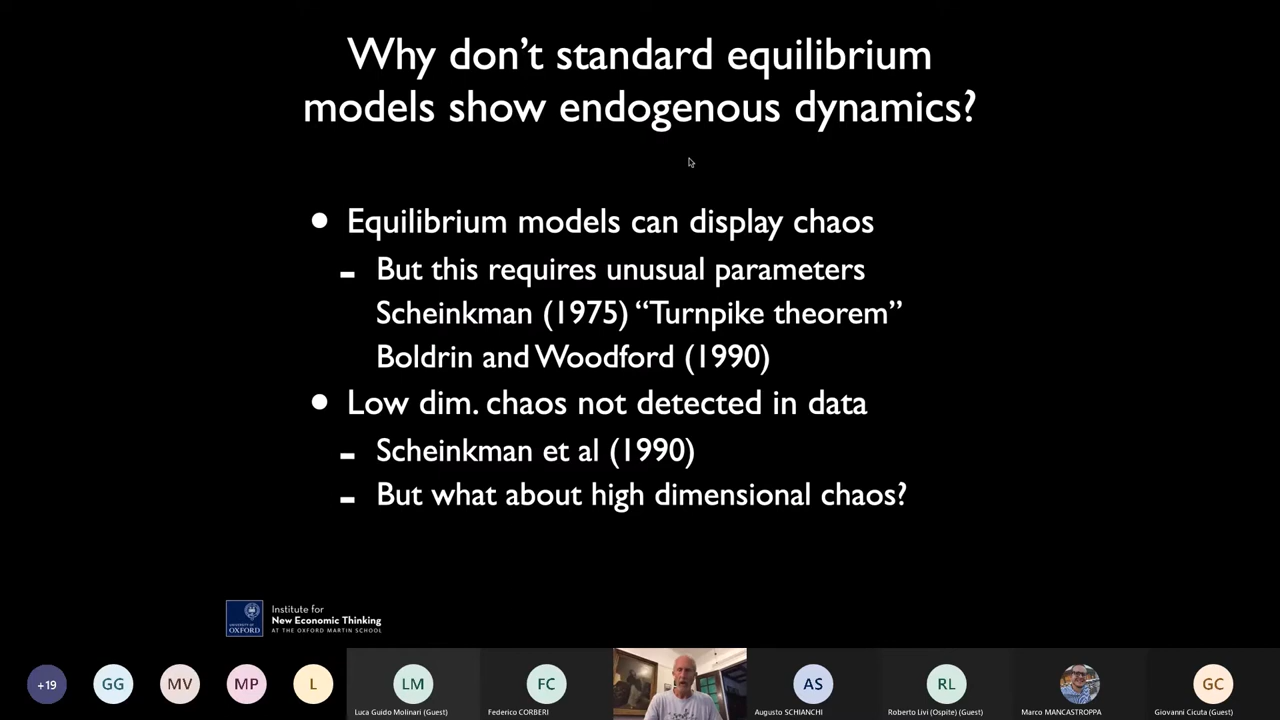 Why don't standard equilibrium
models show endogenous dynamics?
• Equilibrium models can display chaos
- But this requires unusual parameters
Scheinkman (1975) “Turnpike theorem”
Boldrin and Woodford (1990)
• Low dim. chaos not detected in data
- Scheinkman et al (1990)
- But what about high dimensional chaos?
UNIVERSITY OF
OXFORD
Institute for
New Economic Thinking
AT THE OXFORD MARTIN SCHOOL
+19
GG
MV
MP
L
LM
FC
AS
RL
GC
Luca Guido Molinari (Guest)
Federico CORBERI
Augusto SCHIANCHI
Roberto Livi (Ospite) (Guest)
Marco MANCASTROPPA
Giovanni Cicuta (Guest)